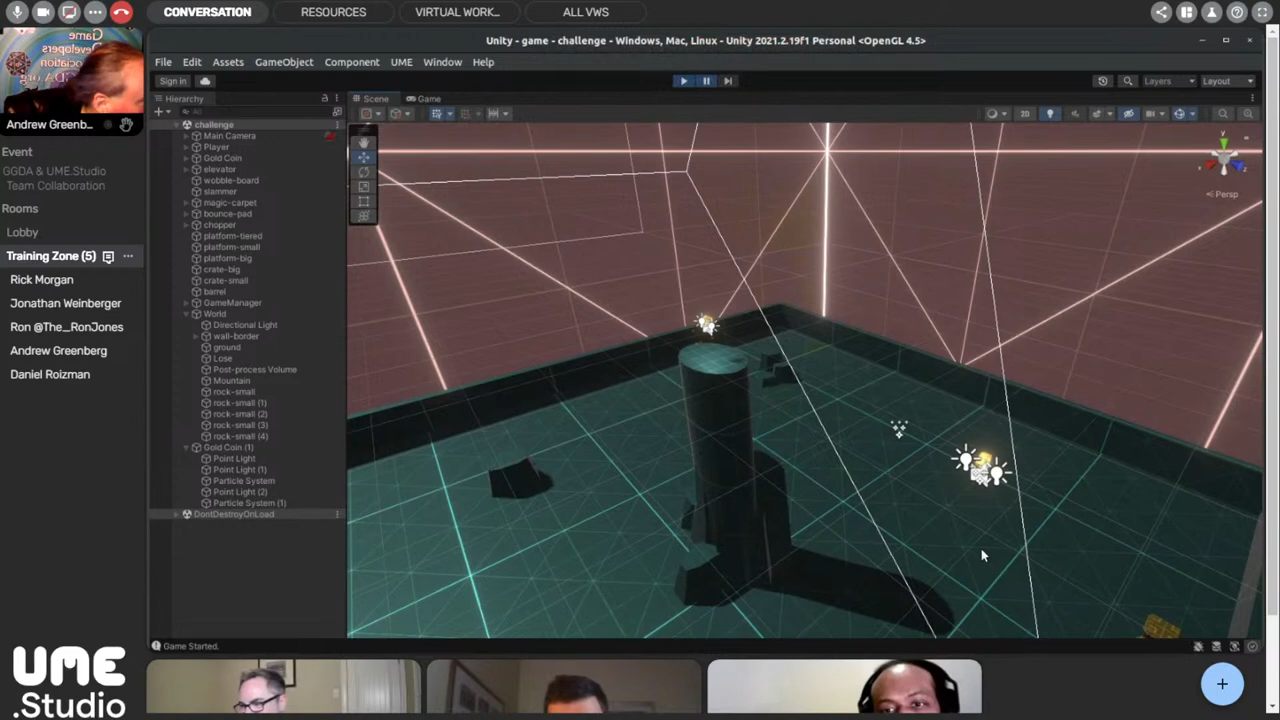 CONVERSATION
RESOURCES
VIRTUAL WORK...
ALL VWS
Andrew Greenb...
Event
GGDA & UME.Studio
Team Collaboration
Rooms
Lobby
Training Zone (5)
Rick Morgan
Jonathan Weinberger
Ron @The_RonJones
Andrew Greenberg
Daniel Roizman
UME
.Studio
Unity - game - challenge - Windows, Mac, Linux - Unity 2021.2.19f1 Personal <OpenGL 4.5>
File Edit Assets GameObject Component UME Window Help
Sign in
Layers
Layout
Hierarchy
Scene
Game
All
2D
challenge
Main Camera
Player
Gold Coin
elevator
wobble-board
slammer
magic-carpet
bounce-pad
chopper
platform-tiered
platform-small
platform-big
crate-big
crate-small
barrel
GameManager
World
Directional Light
wall-border
ground
Lose
Post-process Volume
Mountain
rock-small
rock-small (1)
rock-small (2)
rock-small (3)
rock-small (4)
Gold Coin (1)
Point Light
Point Light (1)
Particle System
Point Light (2)
Particle System (1)
DontDestroyOnLoad
y
z
Persp
Game Started.